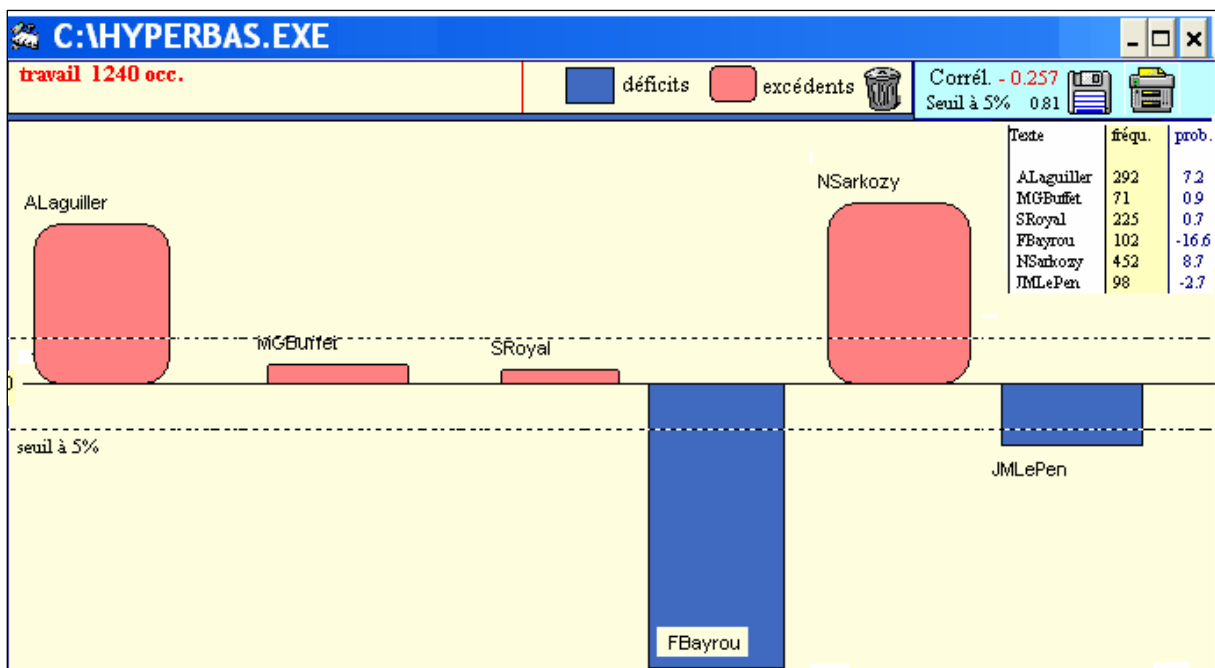 C:\HYPERBAS.EXE
travail 1240 occ.
déficits
excédents
Corrél. - 0.257
Seuil à 5% 0.81
Texte fréqu. prob.
ALaguiller 292 7.2
MGBuffet 71 0.9
SRoyal 225 0.7
FBayrou 102 -16.6
NSarkozy 452 8.7
JMLePen 98 -2.7
NSarkozy
ALaguiller
MGBuffet
SRoyal
0
seuil à 5%
JMLePen
FBayrou